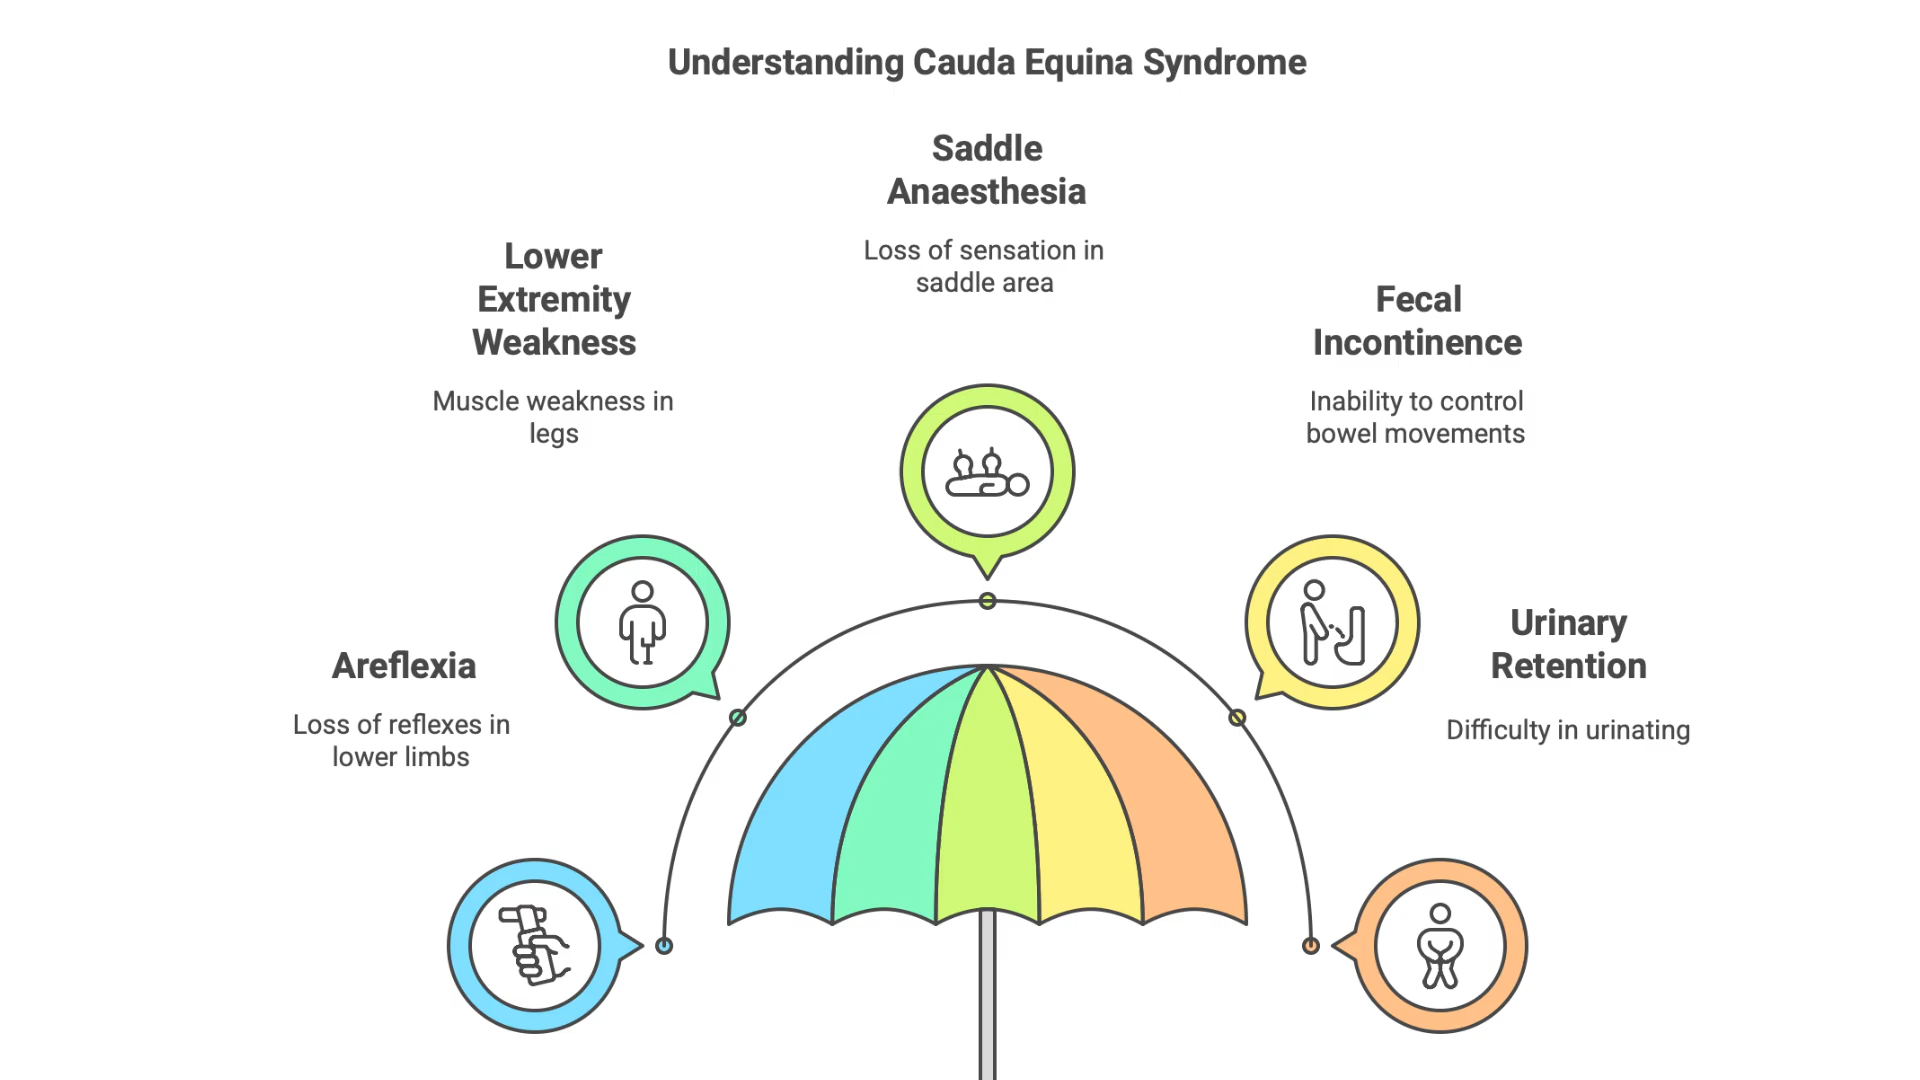 Understanding Cauda Equina Syndrome
Saddle
Anaesthesia
Loss of sensation in
saddle area
Lower
Extremity
Weakness
Muscle weakness in
legs
Fecal
Incontinence
Inability to control
bowel movements
Areflexia
Loss of reflexes in
lower limbs
Urinary
Retention
Difficulty in urinating